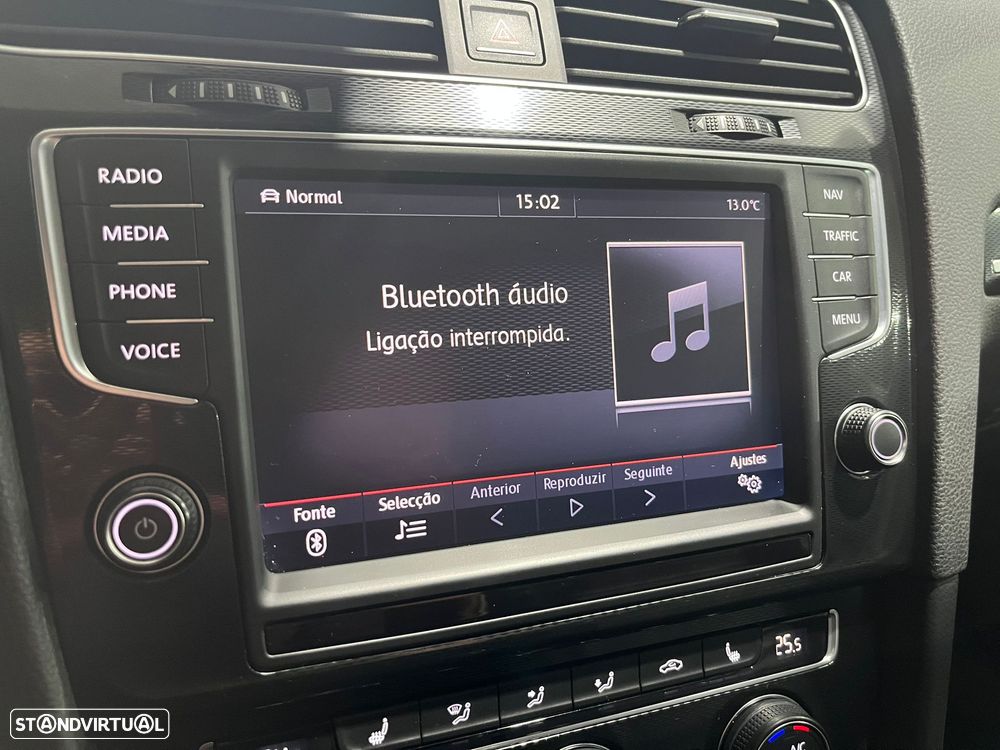 RADIO
MEDIA
PHONE
VOICE
Normal
15:02
13.0°C
Bluetooth áudio
Ligação interrompida.
Fonte
Selecção
Anterior
Reproduzir
Seguinte
Ajustes
NAV
TRAFFIC
CAR
MENU
25.5
STANDVIRTUAL